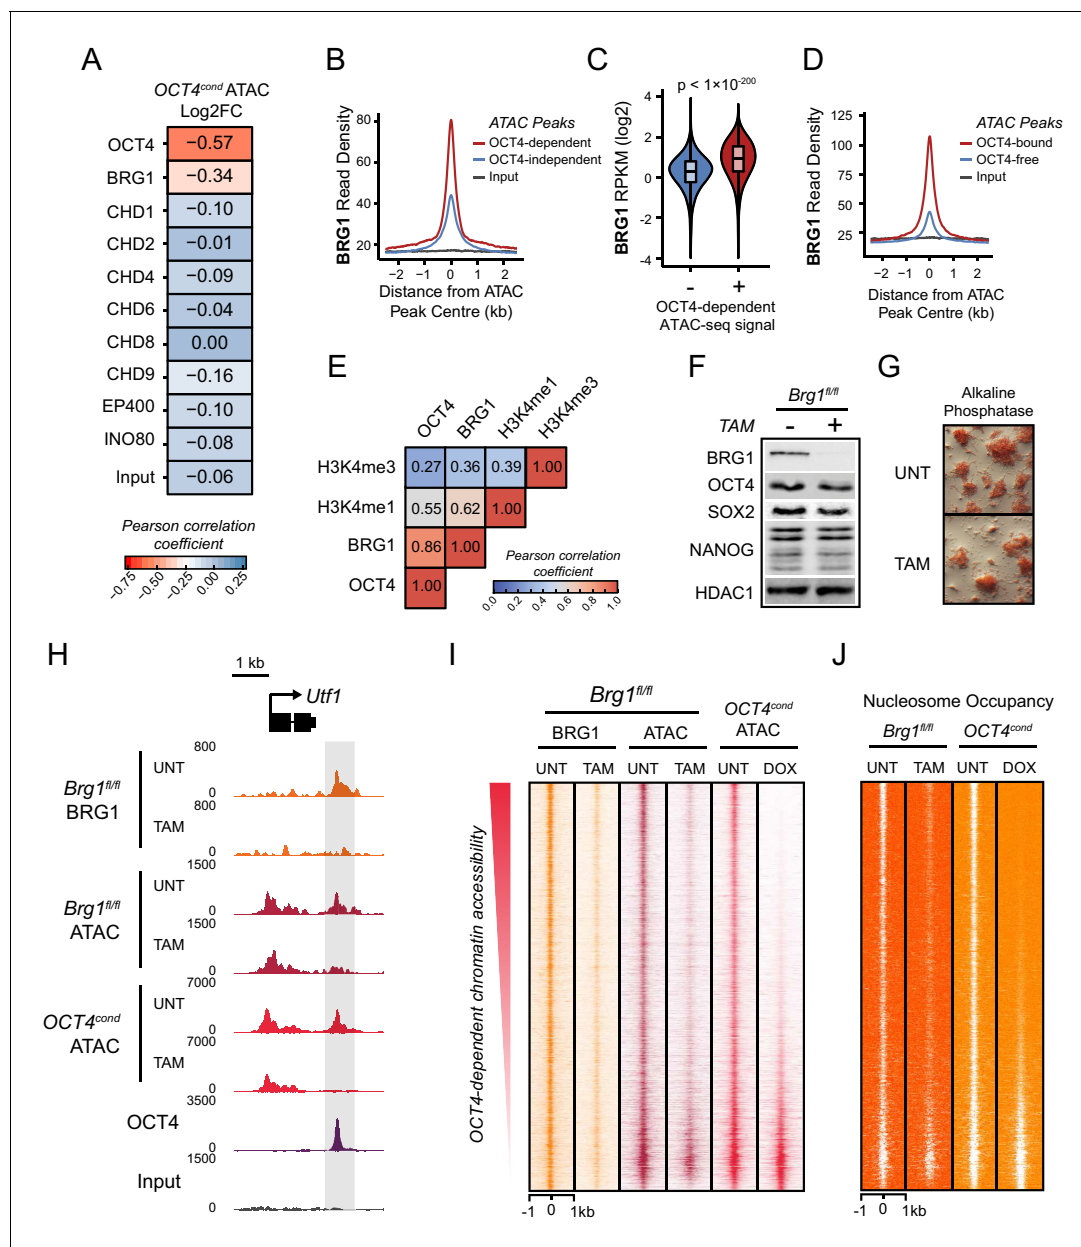 A
OCT4cond ATAC
Log2FC
OCT4 −0.57
BRG1 −0.34
CHD1 −0.10
CHD2 −0.01
CHD4 −0.09
CHD6 −0.04
CHD8 0.00
CHD9 −0.16
EP400 −0.10
INO80 −0.08
Input −0.06
Pearson correlation
coefficient
−0.75 −0.50 −0.25 0.00 0.25
B
BRG1 Read Density
80
60
40
20
ATAC Peaks
OCT4-dependent
OCT4-independent
Input
−2 −1 0 1 2
Distance from ATAC
Peak Centre (kb)
C
p < 1×10-200
BRG1 RPKM (log2)
4
2
0
−2
−4
- +
OCT4-dependent
ATAC-seq signal
D
BRG1 Read Density
125
100
75
50
25
ATAC Peaks
OCT4-bound
OCT4-free
Input
−2 −1 0 1 2
Distance from ATAC
Peak Centre (kb)
E
OCT4 BRG1 H3K4me1 H3K4me3
H3K4me3 0.27 0.36 0.39 1.00
H3K4me1 0.55 0.62 1.00
BRG1 0.86 1.00
OCT4 1.00
Pearson correlation
coefficient
0.0 0.2 0.4 0.6 0.8 1.0
F
Brg1fl/fl
TAM - +
BRG1
OCT4
SOX2
NANOG
HDAC1
G
Alkaline
Phosphatase
UNT
TAM
H
1 kb
Utf1
Brg1fl/fl
BRG1
UNT 800 0
TAM 800 0
Brg1fl/fl
ATAC
UNT 1500 0
TAM 1500 0
OCT4cond
ATAC
UNT 7000 0
TAM 7000 0
OCT4 3500 0
Input 1500 0
I
Brg1fl/fl
OCT4cond
BRG1 ATAC ATAC
UNT TAM UNT TAM UNT DOX
OCT4-dependent chromatin accessibility
-1 0 1kb
J
Nucleosome Occupancy
Brg1fl/fl OCT4cond
UNT TAM UNT DOX
-1 0 1kb